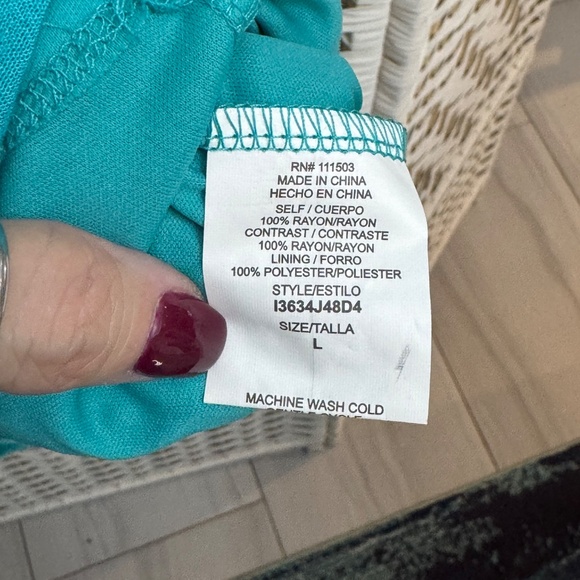 RN# 111503
MADE IN CHINA
HECHO EN CHINA
SELF / CUERPO
100% RAYON/RAYON
CONTRAST / CONTRASTE
100% RAYON/RAYON
LINING / FORRO
100% POLYESTER/POLIESTER
STYLE/ESTILO
I3634J48D4
SIZE/TALLA
L
MACHINE WASH COLD